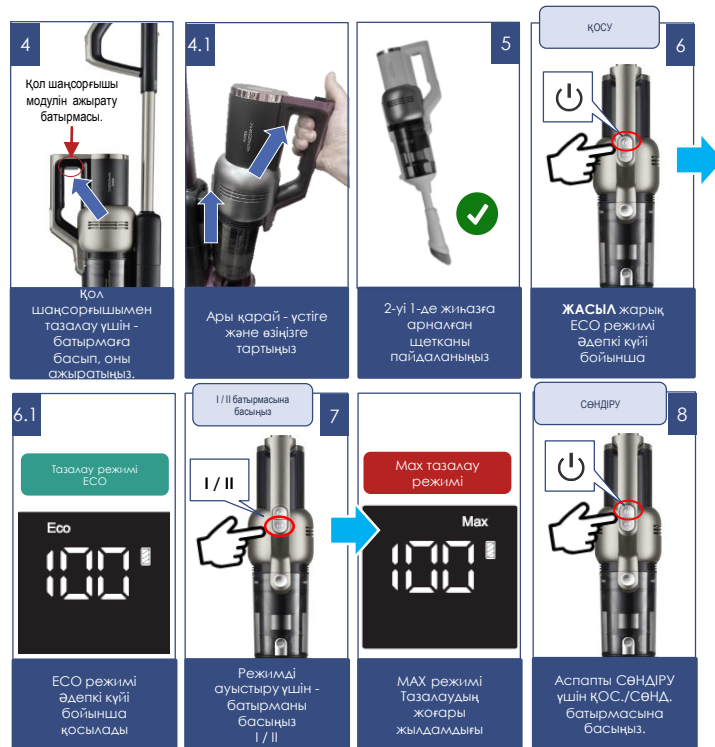 4
Қол шаңсорғышы
модулін ажырату
батырмасы.
Қол
шаңсорғышымен
тазалау үшін -
батырмаға
басып, оны
ажыратыңыз.
4.1
Ары қарай - үстіге
және өзіңізге
тартыңыз
5
2-уі 1-де жиһазға
арналған
щетканы
пайдаланыңыз
ҚОСУ
6
ЖАСЫЛ жарық
ECO режимі
Әдепкі күйі
бойынша
6.1
Тазалау режимі
ECO
Eco
100
ECO режимі
Әдепкі күйі
бойынша
қосылады
I / II батырмасына
басыңыз
7
I / II
Режимді
ауыстыру үшін -
батырманы
басыңыз
I / II
Max тазалау
режимі
Max
100
MAX режимі
Тазалаудың
жоғары
жылдамдығы
СӨНДІРУ
8
Аспапты СӨНДІРУ
үшін ҚОС./СӨНД.
батырмасына
басыңыз.